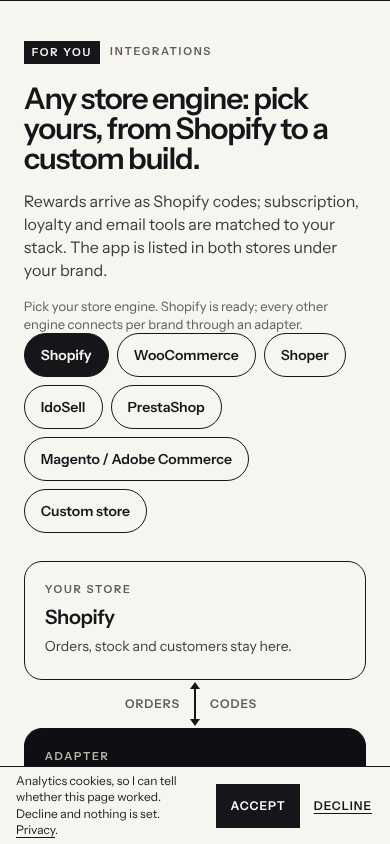 FOR YOU INTEGRATIONS
Any store engine: pick
yours, from Shopify to a
custom build.
Rewards arrive as Shopify codes; subscription,
loyalty and email tools are matched to your
stack. The app is listed in both stores under
your brand.
Pick your store engine. Shopify is ready; every other
engine connects per brand through an adapter.
Shopify WooCommerce Shoper
IdoSell PrestaShop
Magento / Adobe Commerce
Custom store
YOUR STORE
Shopify
Orders, stock and customers stay here.
ORDERS CODES
ADAPTER
Analytics cookies, so I can tell
whether this page worked.
Decline and nothing is set.
Privacy.
ACCEPT DECLINE